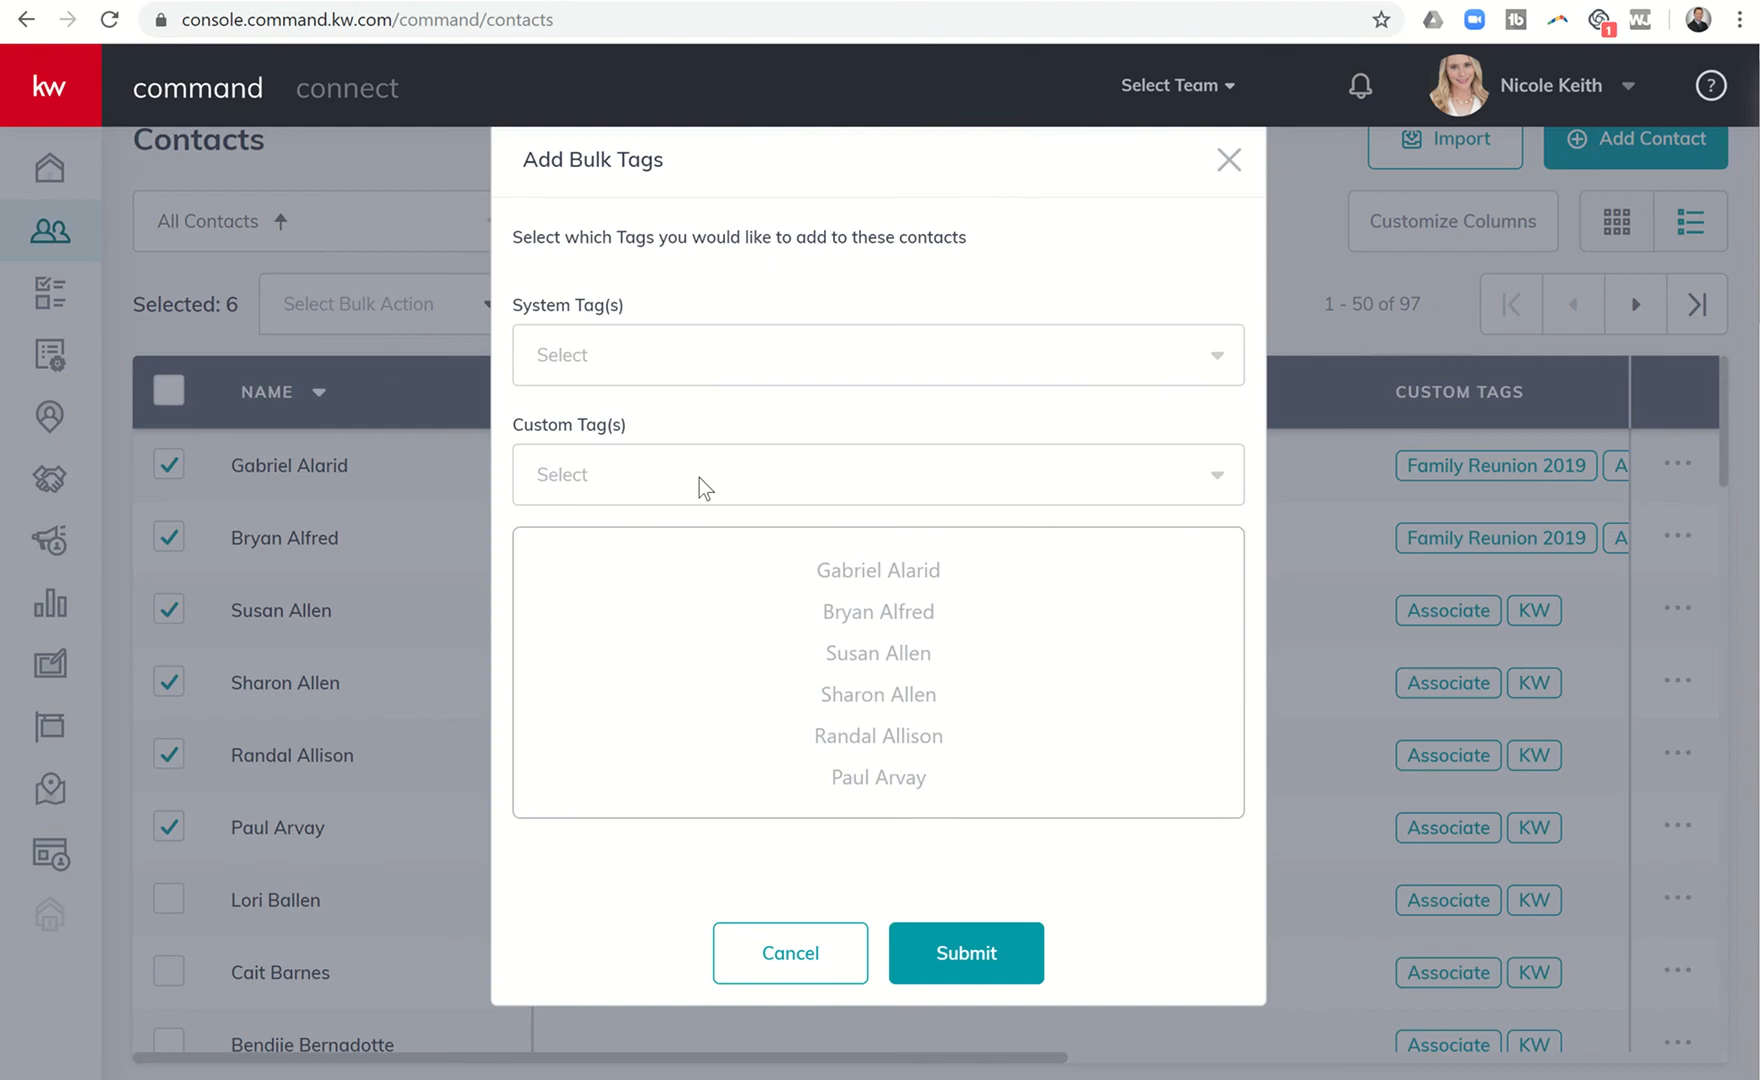 console.command.kw.com/command/contacts
1
kw
command
connect
Select Team
Nicole Keith
?
Contacts
Import
Add Contact
Add Bulk Tags
All Contacts
Customize Columns
Select which Tags you would like to add to these contacts
Selected: 6
Select Bulk Action
1 - 50 of 97
System Tag(s)
Select
NAME
CUSTOM TAGS
Custom Tag(s)
Select
Gabriel Alarid
Family Reunion 2019
A
Bryan Alfred
Family Reunion 2019
A
Susan Allen
Associate KW
Sharon Allen
Associate KW
Randal Allison
Associate KW
Paul Arvay
Associate KW
Lori Ballen
Associate KW
Cait Barnes
Associate KW
Bendjie Bernadotte
Associate KW
Gabriel Alarid
Bryan Alfred
Susan Allen
Sharon Allen
Randal Allison
Paul Arvay
Cancel
Submit